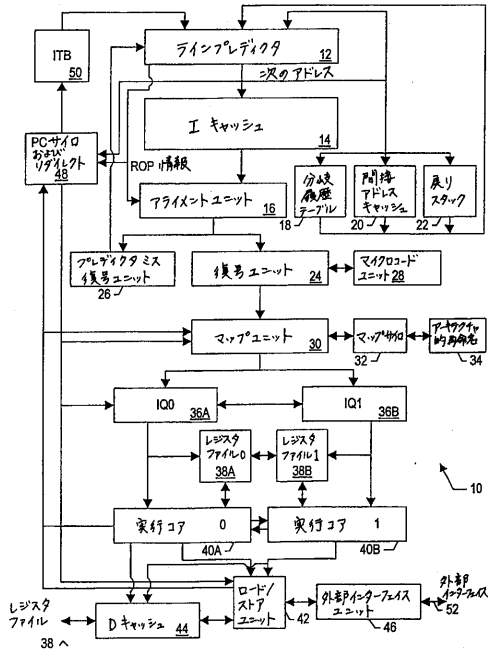 ITB
50
ラインプレディクタ
12
次のアドレス
Iキャッシュ
14
PCサイロ
および
リダイレクト
48
ROP 情報
アライメントユニット
16
分岐
履歴
テーブル
18
間接
アドレス
キャッシュ
20
戻り
スタック
22
プレディクタミス
復号ユニット
26
復号ユニット
24
マイクロコード
ユニット 28
マップユニット
30
マップサイロ
32
アーキテクチャ
的再命名
34
IQ0
36A
IQ1
36B
レジスタ
ファイル0
38A
レジスタ
ファイル1
38B
10
実行コア 0
40A
実行コア 1
40B
レジスタ
ファイル
38 へ
Dキャッシュ
44
ロード/
ストア
ユニット
42
外部インターフェイス
ユニット
46
外部
インターフェイス
52